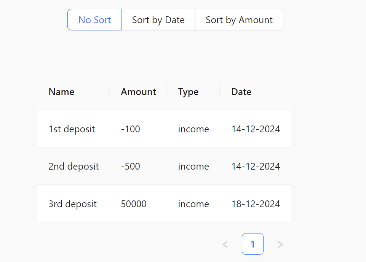 No Sort Sort by Date Sort by Amount
Name Amount Type Date
1st deposit -100 income 14-12-2024
2nd deposit -500 income 14-12-2024
3rd deposit 50000 income 18-12-2024
< 1 >